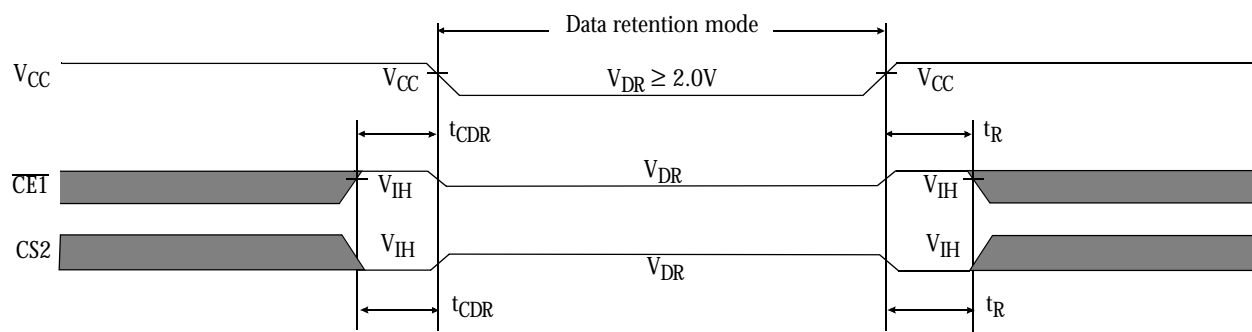 Data retention mode
VCC
VCC
VDR ≥ 2.0V
VCC
tCDR
tR
CE1
VIH
VDR
VIH
CS2
VIH
VDR
VIH
tCDR
tR